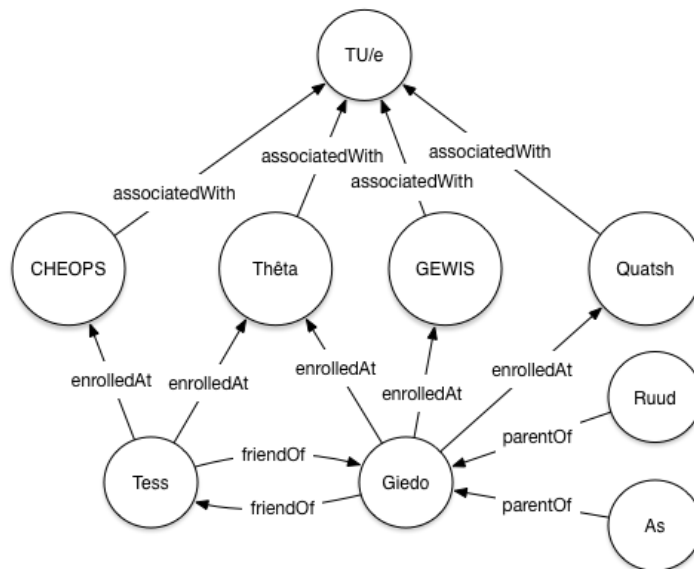 TU/e
associatedWith
associatedWith
associatedWith
associatedWith
CHEOPS
Thêta
GEWIS
Quatsh
enrolledAt
enrolledAt
enrolledAt
enrolledAt
enrolledAt
Ruud
friendOf
parentOf
Tess
Giedo
friendOf
parentOf
As